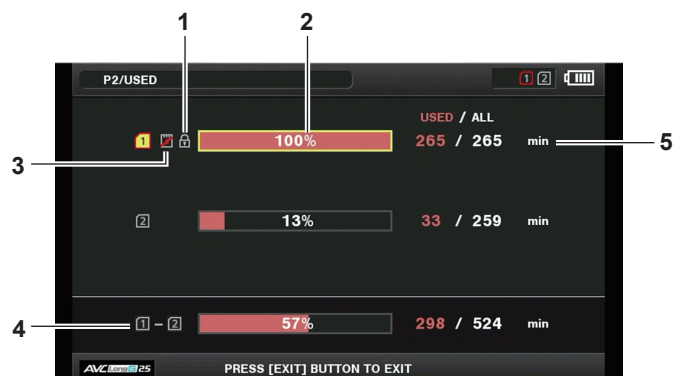 1
2
P2/USED
1 2
USED / ALL
1 100% 265 / 265 min
5
3
2 13% 33 / 259 min
4
1 – 2 57% 298 / 524 min
AVC LongG 25
PRESS [EXIT] BUTTON TO EXIT